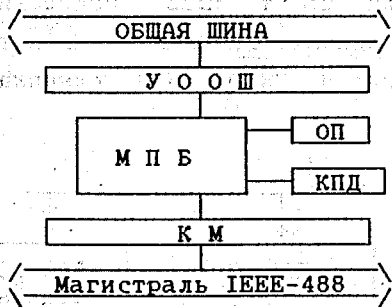 ОБЩАЯ ШИНА
У О О Ш
ОП
М П Б
КПД
К М
Магистраль IEEE-488